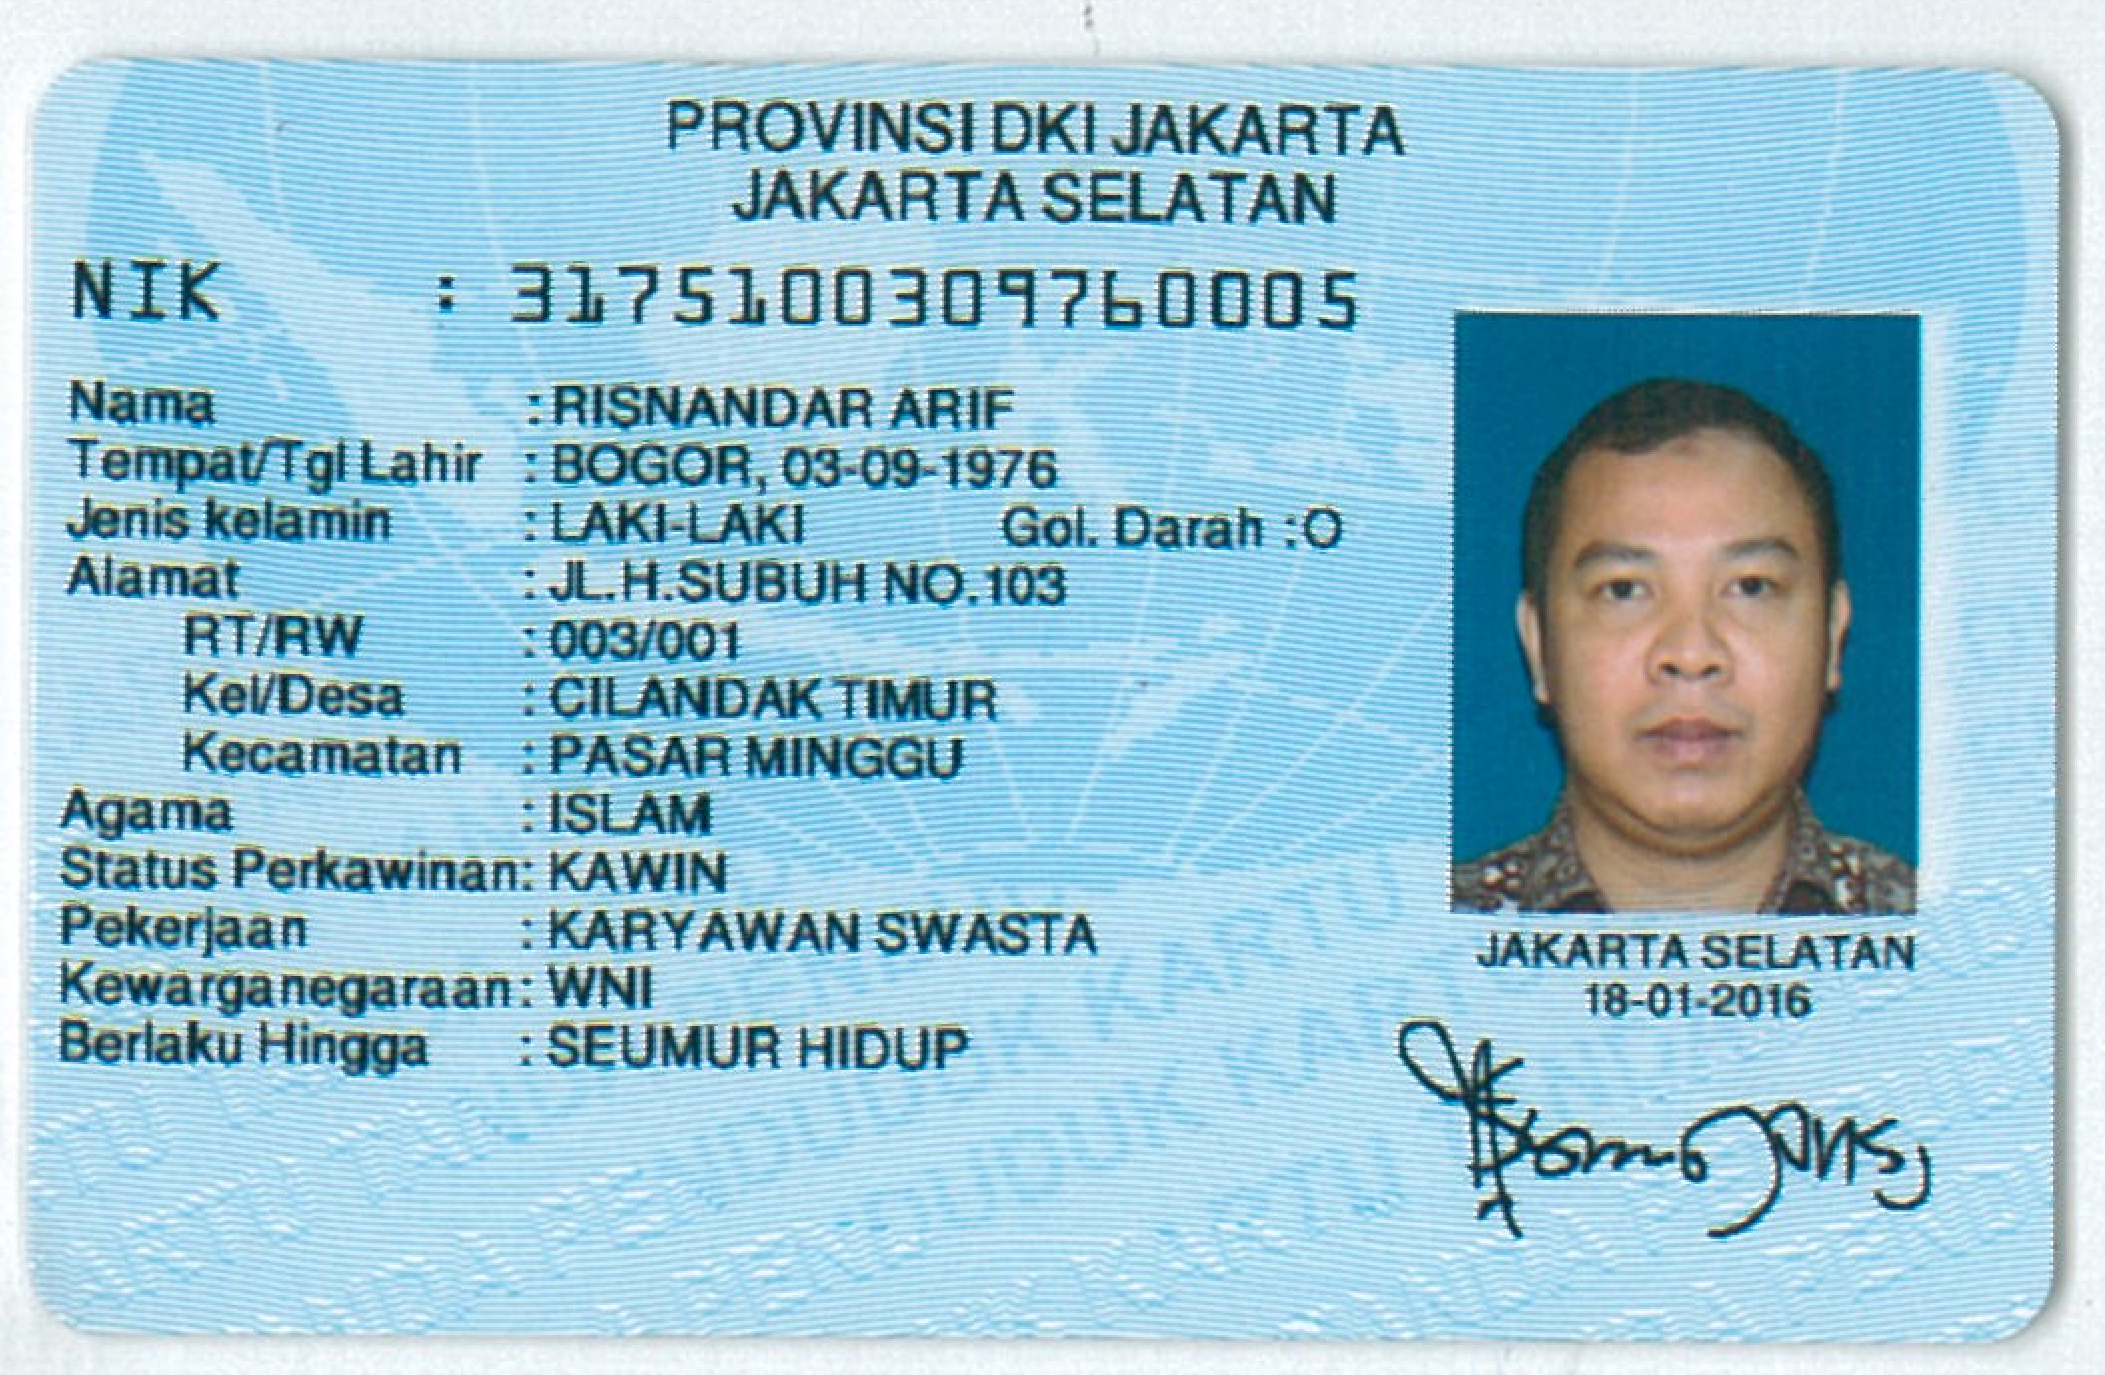 PROVINSI DKI JAKARTA
JAKARTA SELATAN
NIK : 3175100309760005
Nama : RISNANDAR ARIF
Tempat/Tgl Lahir : BOGOR, 03-09-1976
Jenis kelamin : LAKI-LAKI Gol. Darah : O
Alamat : JL.H.SUBUH NO.103
RT/RW : 003/001
Kel/Desa : CILANDAK TIMUR
Kecamatan : PASAR MINGGU
Agama : ISLAM
Status Perkawinan: KAWIN
Pekerjaan : KARYAWAN SWASTA
Kewarganegaraan: WNI
Berlaku Hingga : SEUMUR HIDUP
JAKARTA SELATAN
18-01-2016